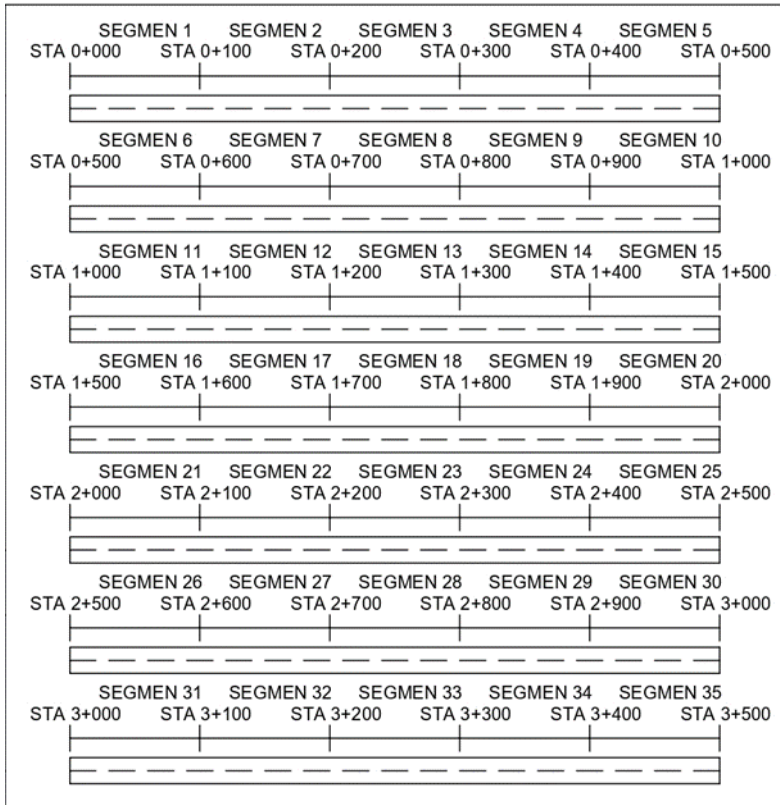 SEGMEN 1 SEGMEN 2 SEGMEN 3 SEGMEN 4 SEGMEN 5
STA 0+000 STA 0+100 STA 0+200 STA 0+300 STA 0+400 STA 0+500
SEGMEN 6 SEGMEN 7 SEGMEN 8 SEGMEN 9 SEGMEN 10
STA 0+500 STA 0+600 STA 0+700 STA 0+800 STA 0+900 STA 1+000
SEGMEN 11 SEGMEN 12 SEGMEN 13 SEGMEN 14 SEGMEN 15
STA 1+000 STA 1+100 STA 1+200 STA 1+300 STA 1+400 STA 1+500
SEGMEN 16 SEGMEN 17 SEGMEN 18 SEGMEN 19 SEGMEN 20
STA 1+500 STA 1+600 STA 1+700 STA 1+800 STA 1+900 STA 2+000
SEGMEN 21 SEGMEN 22 SEGMEN 23 SEGMEN 24 SEGMEN 25
STA 2+000 STA 2+100 STA 2+200 STA 2+300 STA 2+400 STA 2+500
SEGMEN 26 SEGMEN 27 SEGMEN 28 SEGMEN 29 SEGMEN 30
STA 2+500 STA 2+600 STA 2+700 STA 2+800 STA 2+900 STA 3+000
SEGMEN 31 SEGMEN 32 SEGMEN 33 SEGMEN 34 SEGMEN 35
STA 3+000 STA 3+100 STA 3+200 STA 3+300 STA 3+400 STA 3+500